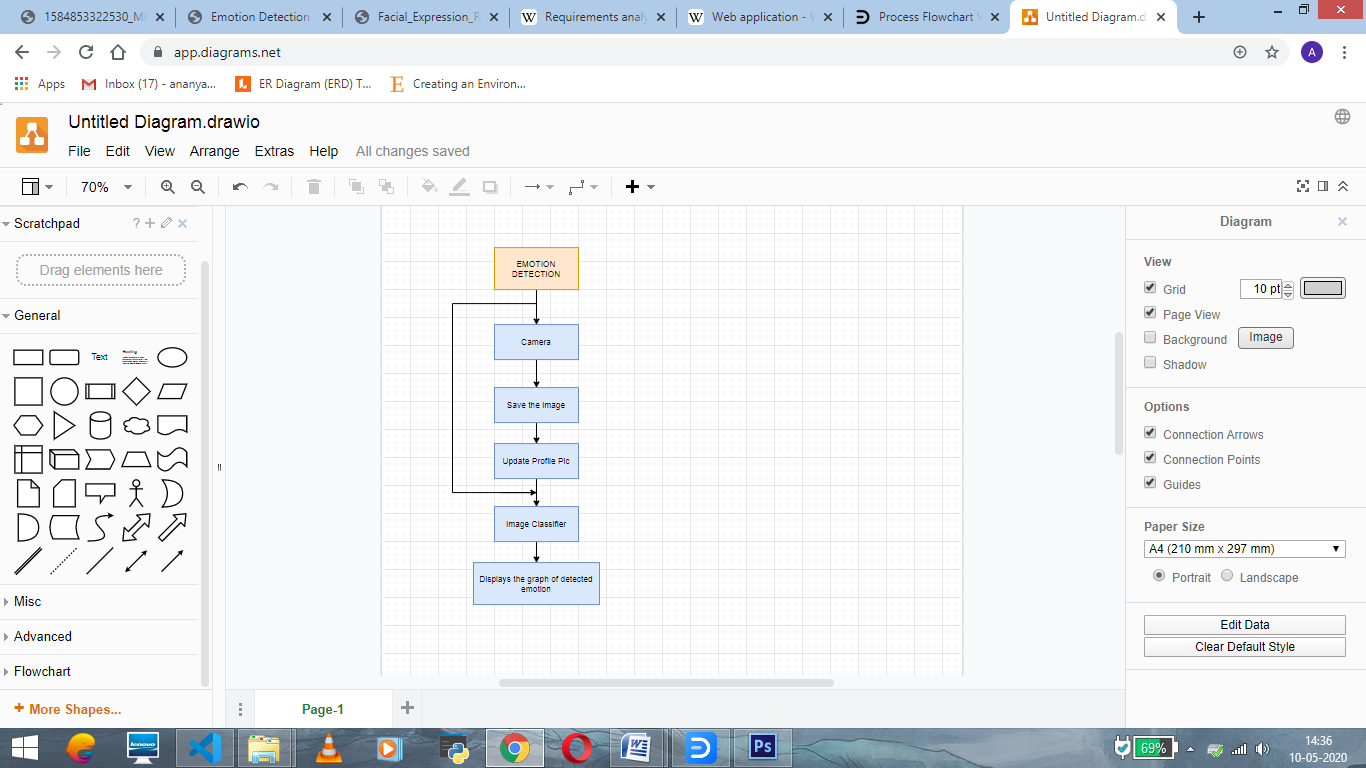 1584853322530_MI
Emotion Detection
Facial_Expression_R
Requirements analy
Web application - W
Process Flowchart
Untitled Diagram.d
app.diagrams.net
A
Apps
Inbox (17) - ananya...
ER Diagram (ERD) T...
Creating an Environ...
Untitled Diagram.drawio
File Edit View Arrange Extras Help All changes saved
70%
Scratchpad
?
Drag elements here
General
Text
Heading
Misc
Advanced
Flowchart
+ More Shapes...
EMOTION
DETECTION
Camera
Save the Image
Update Profile Pic
Image Classifier
Displays the graph of detected
emotion
Page-1
Diagram
View
Grid 10 pt
Page View
Background Image
Shadow
Options
Connection Arrows
Connection Points
Guides
Paper Size
A4 (210 mm x 297 mm)
Portrait Landscape
Edit Data
Clear Default Style
lenovo
Ps
69%
14:36
10-05-2020